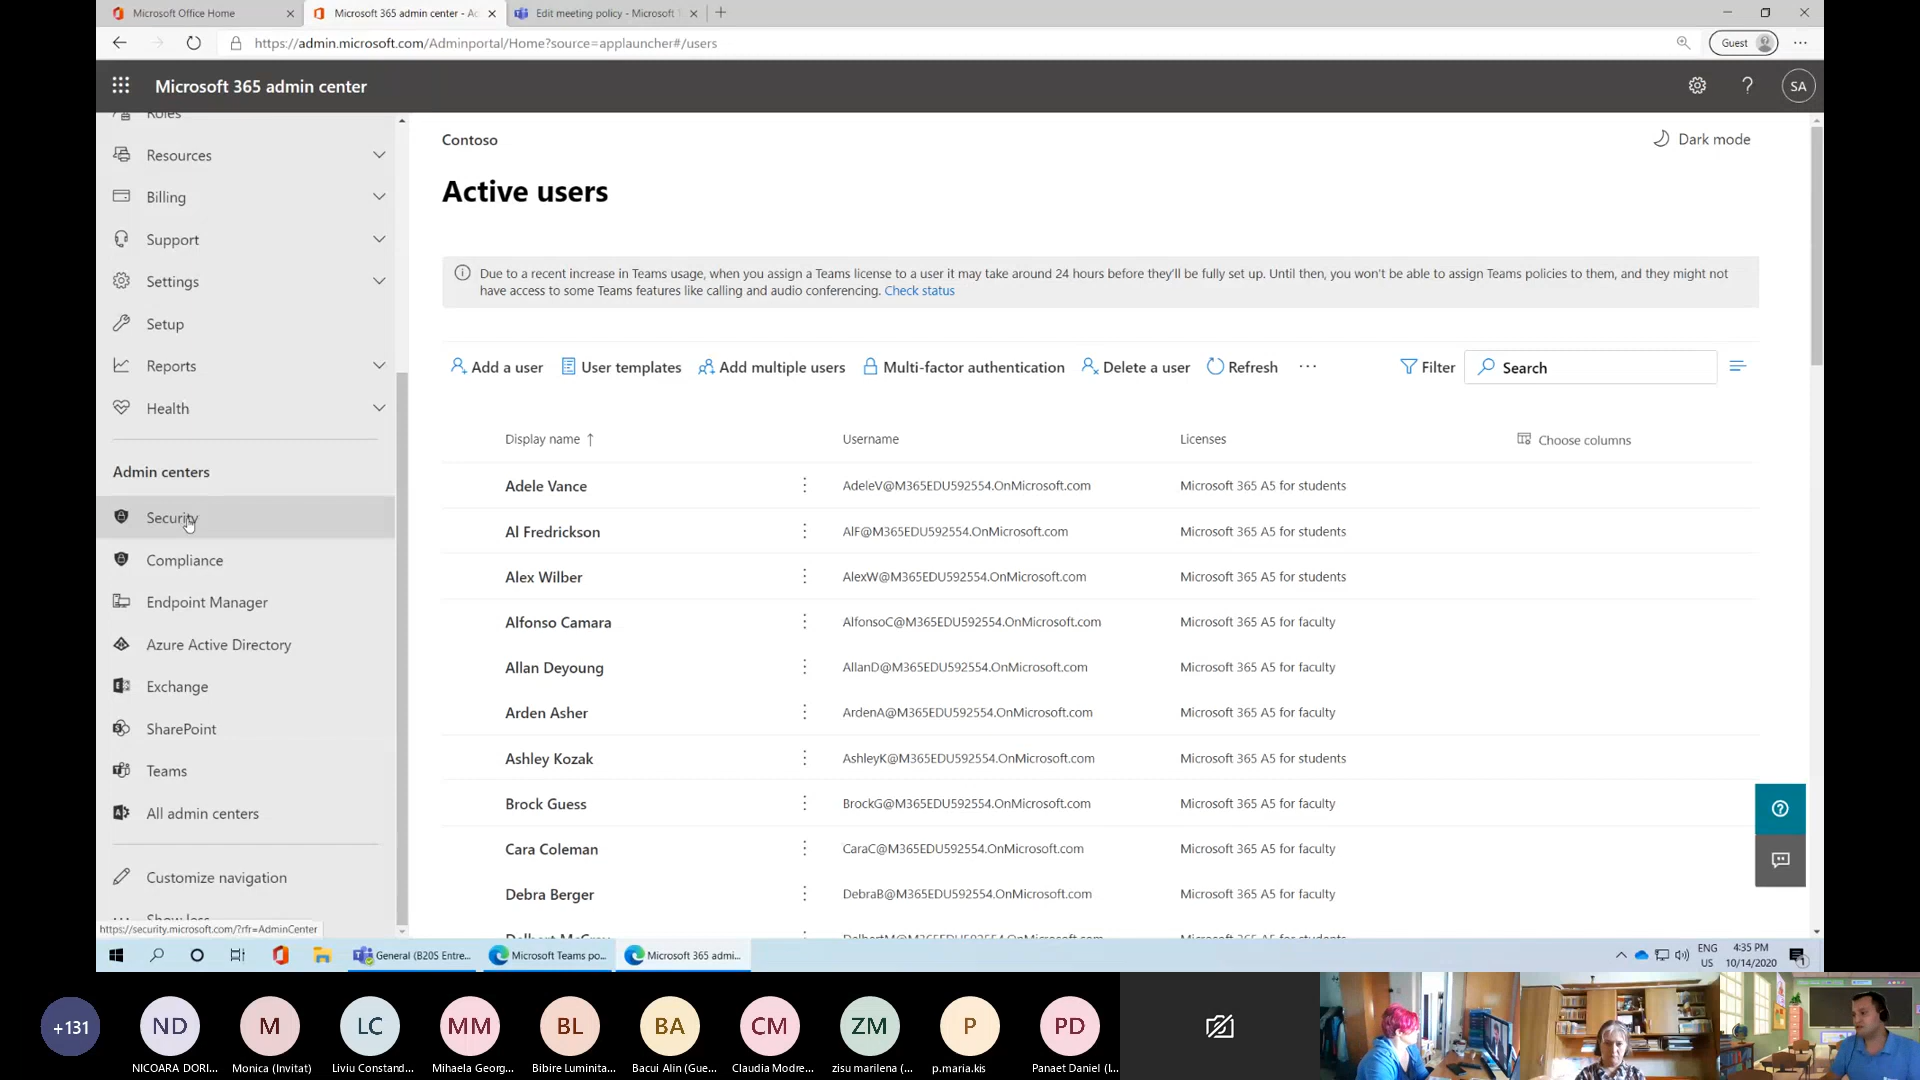 Microsoft Office Home
Microsoft 365 admin center - Ac
Edit meeting policy - Microsoft T
https://admin.microsoft.com/Adminportal/Home?source=applauncher#/users
Guest
Microsoft 365 admin center
SA
Roles
Resources
Billing
Support
Settings
Setup
Reports
Health
Admin centers
Security
Compliance
Endpoint Manager
Azure Active Directory
Exchange
SharePoint
Teams
All admin centers
Customize navigation
Show less
https://security.microsoft.com/?rfr=AdminCenter
Contoso
Dark mode
Active users
Due to a recent increase in Teams usage, when you assign a Teams license to a user it may take around 24 hours before they'll be fully set up. Until then, you won't be able to assign Teams policies to them, and they might not
have access to some Teams features like calling and audio conferencing. Check status
Add a user User templates Add multiple users Multi-factor authentication Delete a user Refresh ... Filter Search
Display name ↑ Username Licenses Choose columns
Adele Vance AdeleV@M365EDU592554.OnMicrosoft.com Microsoft 365 A5 for students
Al Fredrickson AlF@M365EDU592554.OnMicrosoft.com Microsoft 365 A5 for students
Alex Wilber AlexW@M365EDU592554.OnMicrosoft.com Microsoft 365 A5 for students
Alfonso Camara AlfonsoC@M365EDU592554.OnMicrosoft.com Microsoft 365 A5 for faculty
Allan Deyoung AllanD@M365EDU592554.OnMicrosoft.com Microsoft 365 A5 for faculty
Arden Asher ArdenA@M365EDU592554.OnMicrosoft.com Microsoft 365 A5 for faculty
Ashley Kozak AshleyK@M365EDU592554.OnMicrosoft.com Microsoft 365 A5 for students
Brock Guess BrockG@M365EDU592554.OnMicrosoft.com Microsoft 365 A5 for faculty
Cara Coleman CaraC@M365EDU592554.OnMicrosoft.com Microsoft 365 A5 for faculty
Debra Berger DebraB@M365EDU592554.OnMicrosoft.com Microsoft 365 A5 for faculty
General (B20S Entre...
Microsoft Teams po...
Microsoft 365 admi...
ENG
US
4:35 PM
10/14/2020
+131 ND M LC MM BL BA CM ZM P PD
NICOARA DORI... Monica (Invitat) Liviu Constand... Mihaela Georg... Bibire Luminita... Bacui Alin (Gue... Claudia Modre... zisu marilena (... p.maria.kis Panaet Daniel (I...